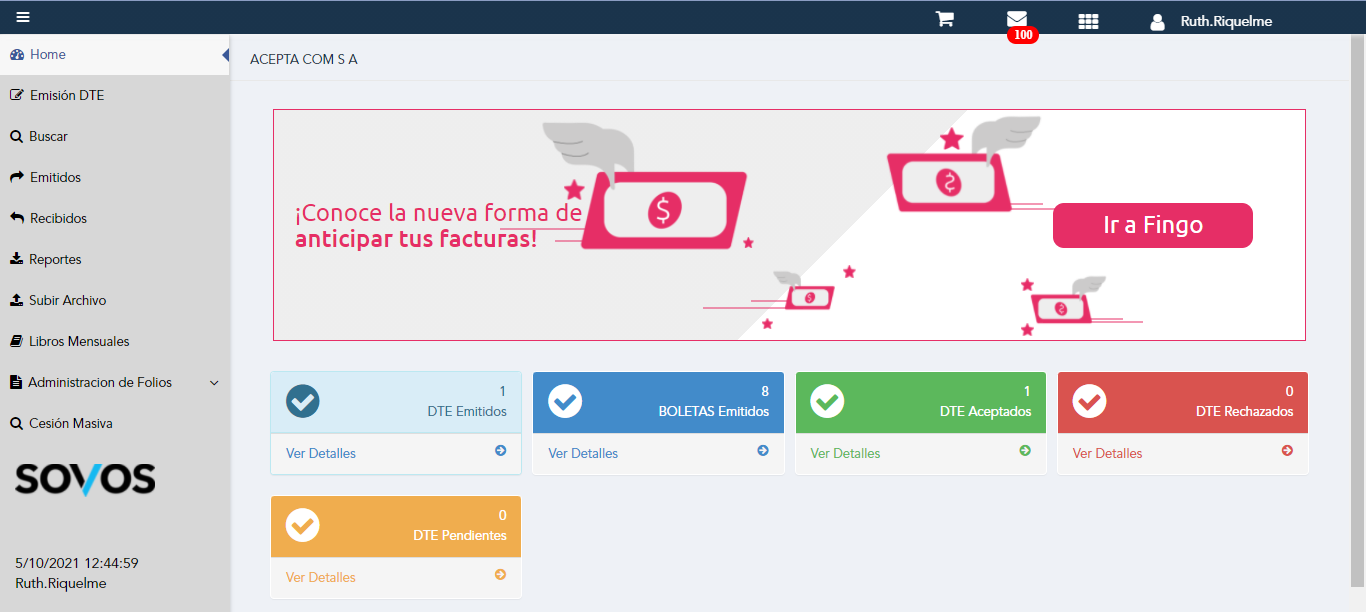 100
Ruth.Riquelme
Home
ACEPTA COM S A
Emisión DTE
Buscar
Emitidos
Recibidos
Reportes
Subir Archivo
Libros Mensuales
Administracion de Folios
Cesión Masiva
SOVOS
5/10/2021 12:44:59
Ruth.Riquelme
¡Conoce la nueva forma de
anticipar tus facturas!
Ir a Fingo
1
DTE Emitidos
Ver Detalles
8
BOLETAS Emitidos
Ver Detalles
1
DTE Aceptados
Ver Detalles
0
DTE Rechazados
Ver Detalles
0
DTE Pendientes
Ver Detalles